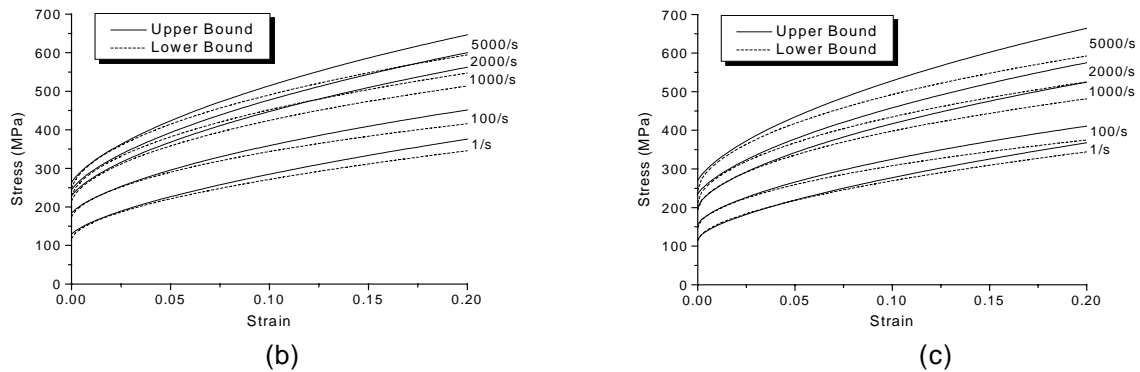 Upper Bound
Lower Bound
700
600
500
400
300
200
100
0
Stress (MPa)
5000/s
2000/s
1000/s
100/s
1/s
0.00
0.05
0.10
0.15
0.20
Strain
(b)
Upper Bound
Lower Bound
700
600
500
400
300
200
100
0
Stress (MPa)
5000/s
2000/s
1000/s
100/s
1/s
0.00
0.05
0.10
0.15
0.20
Strain
(c)